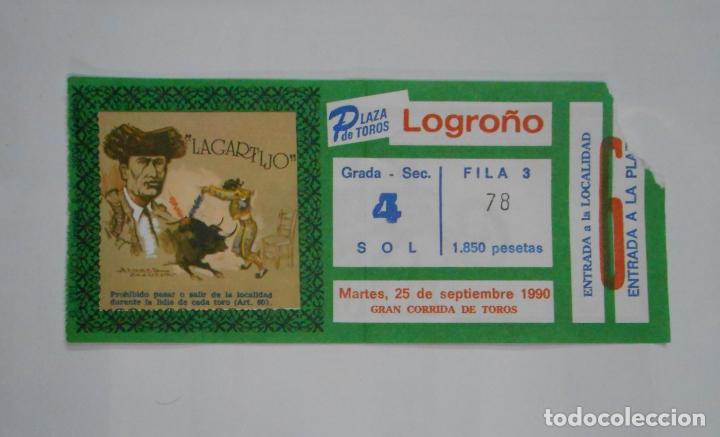 "LAGARTIJO"
Prohibido pasar o salir de la localidad
durante la lidia de cada toro (Art. 60).
PLAZA
de TOROS
Logroño
Grada - Sec.
4
SOL
FILA 3
78
1.850 pesetas
Martes, 25 de septiembre 1990
GRAN CORRIDA DE TOROS
ENTRADA a la LOCALIDAD
ENTRADA A LA
todocoleccion
todocoleccion.net